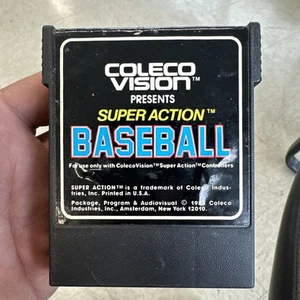 COLECO
VISION™
PRESENTS
SUPER ACTION™
BASEBALL
For use only with ColecoVision™ Super Action™ Controllers
SUPER ACTION™ is a trademark of Coleco Indus-
tries, Inc. Printed in U.S.A.
Package, Program & Audiovisual © 1983 Coleco
Industries, Inc., Amsterdam, New York 12010.